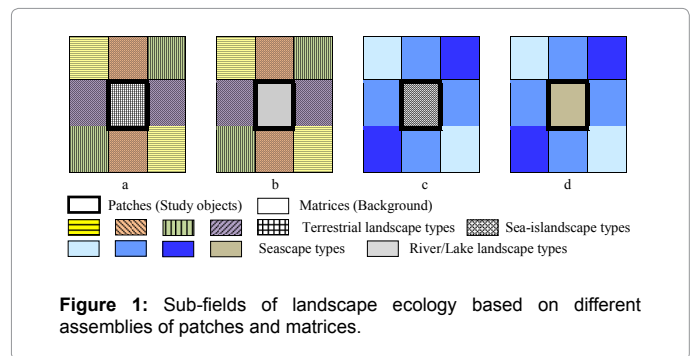 a b c d
Patches (Study objects) Matrices (Background)
Terrestrial landscape types Sea-islandscape types
Seascape types River/Lake landscape types
Figure 1: Sub-fields of landscape ecology based on different
assemblies of patches and matrices.